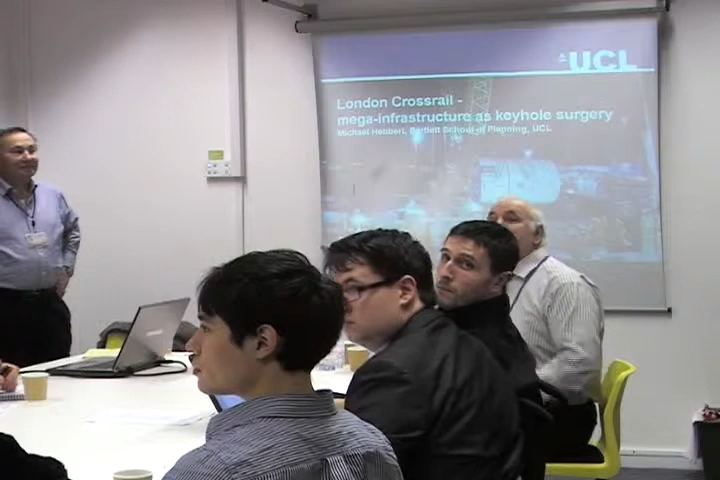 UCL
London Crossrail -
mega-infrastructure as keyhole surgery
Michael Hebbert, Bartlett School of Planning, UCL